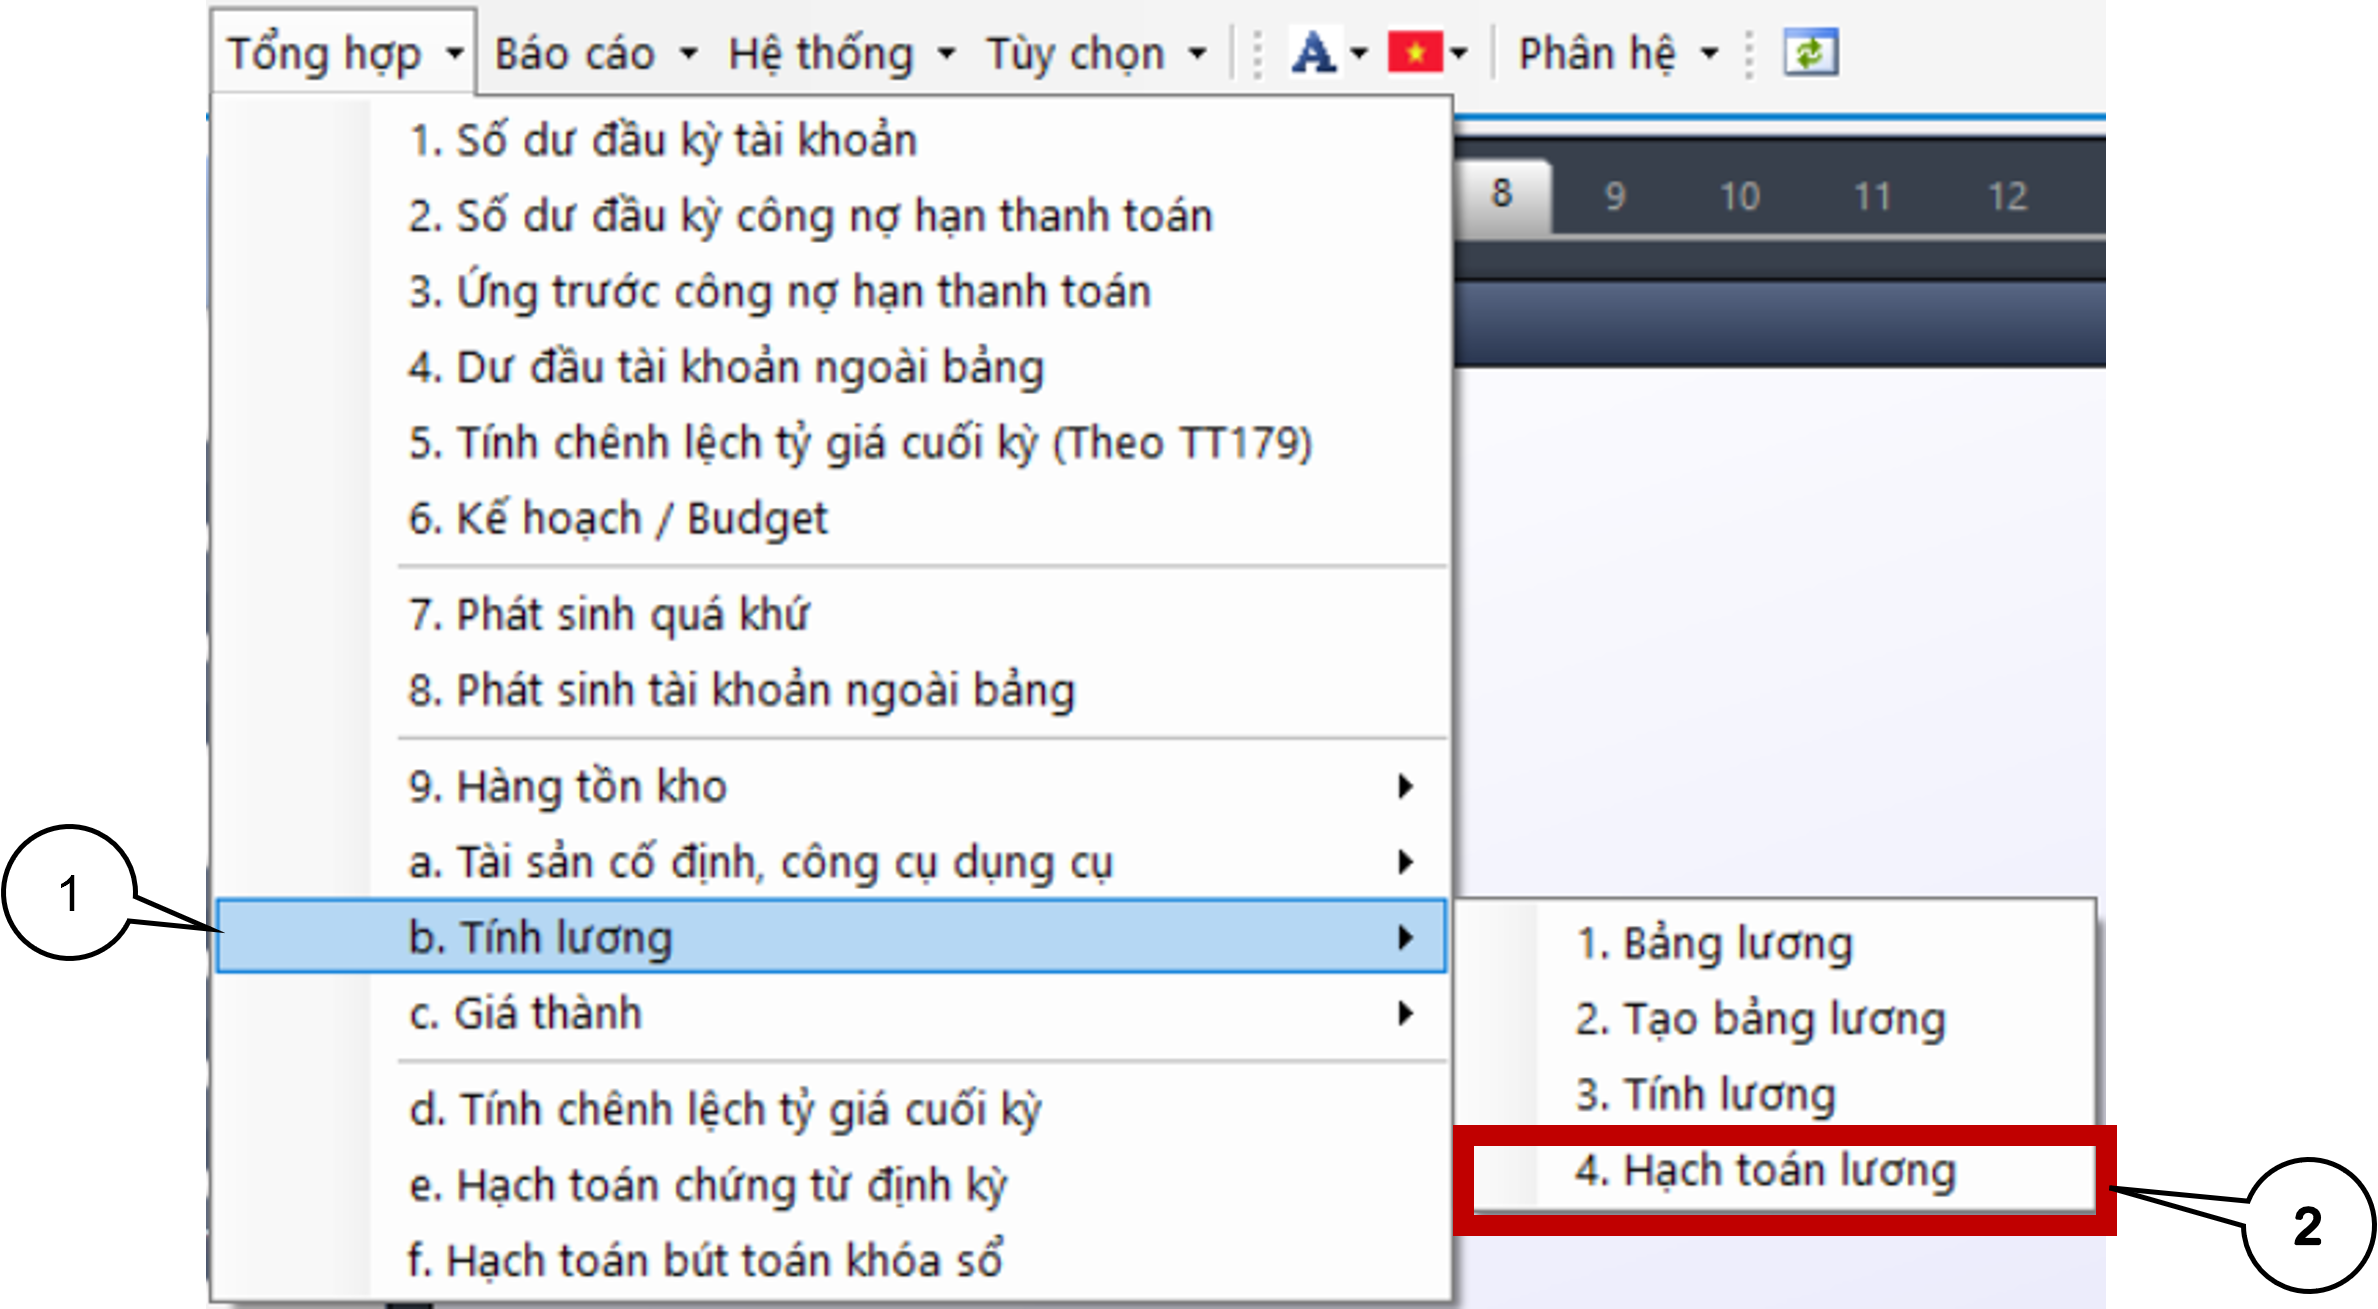 Tổng hợp Báo cáo Hệ thống Tùy chọn A Phân hệ
8 9 10 11 12
1. Số dư đầu kỳ tài khoản
2. Số dư đầu kỳ công nợ hạn thanh toán
3. Ứng trước công nợ hạn thanh toán
4. Dư đầu tài khoản ngoài bảng
5. Tính chênh lệch tỷ giá cuối kỳ (Theo TT179)
6. Kế hoạch / Budget
7. Phát sinh quá khứ
8. Phát sinh tài khoản ngoài bảng
9. Hàng tồn kho
a. Tài sản cố định, công cụ dụng cụ
1
b. Tính lương
c. Giá thành
d. Tính chênh lệch tỷ giá cuối kỳ
e. Hạch toán chứng từ định kỳ
f. Hạch toán bút toán khóa sổ
1. Bảng lương
2. Tạo bảng lương
3. Tính lương
4. Hạch toán lương
2